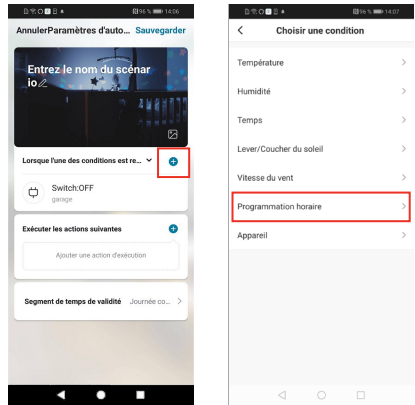 96 % 14:06
AnnulerParamètres d'auto... Sauvegarder
Entrez le nom du scénar
io
Lorsque l'une des conditions est re...
Switch:OFF
garage
Exécuter les actions suivantes
Ajouter une action d'exécution
Segment de temps de validité Journée co...
96 % 14:07
Choisir une condition
Température
Humidité
Temps
Lever/Coucher du soleil
Vitesse du vent
Programmation horaire
Appareil